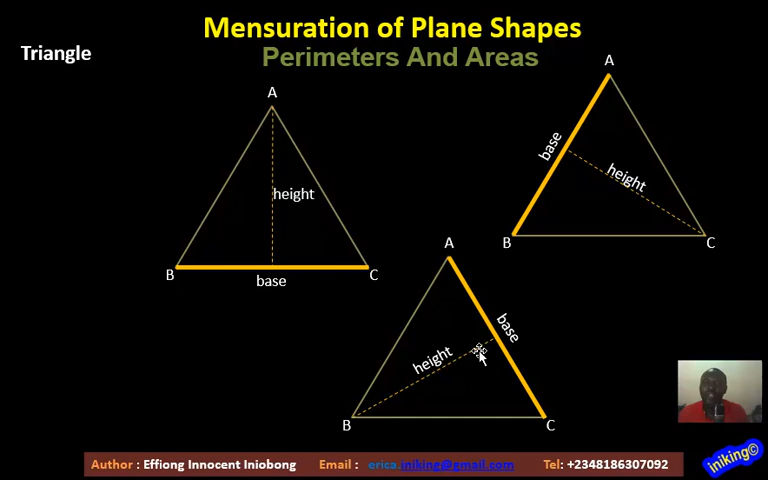 Mensuration of Plane Shapes
Triangle
Perimeters And Areas
A
height
B
C
base
A
base
height
B
C
A
base
height
B
C
Author : Effiong Innocent Iniobong Email : erica.iniking@gmail.com Tel: +2348186307092
iniking©